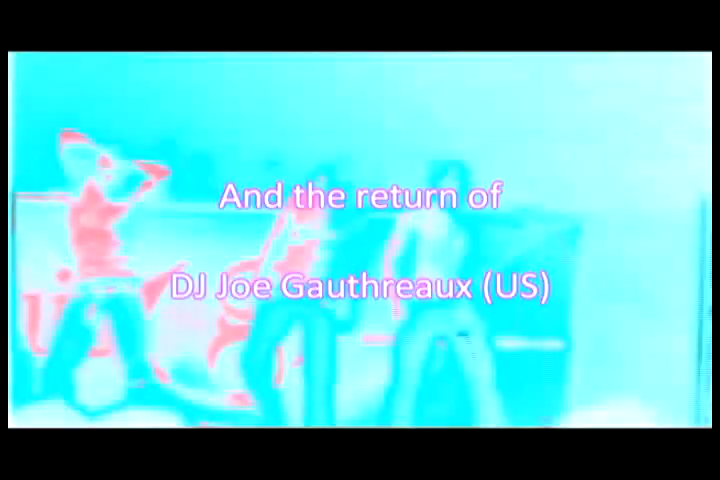 And the return of
DJ Joe Gauthreaux (US)